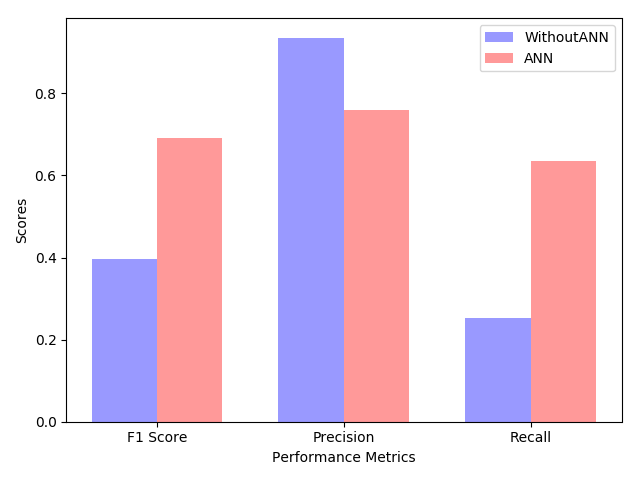 WithoutANN
ANN
Scores
0.8
0.6
0.4
0.2
0.0
F1 Score
Precision
Recall
Performance Metrics